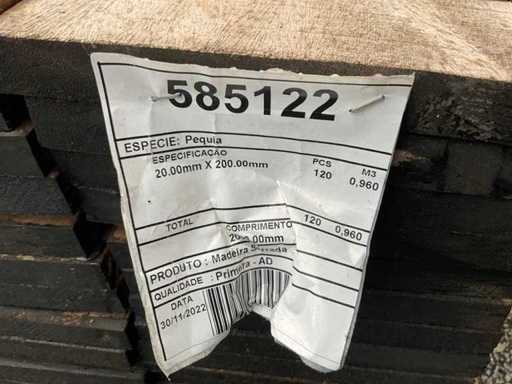 585122
ESPECIE: Pequia
ESPECIFICAÇÃO PCS M3
20.00mm X 200.00mm 120 0,960
TOTAL 120 0,960
COMPRIMENTO
PRODUTO : Madeira
QUALIDADE : Primeira - AD
DATA
30/11/2022